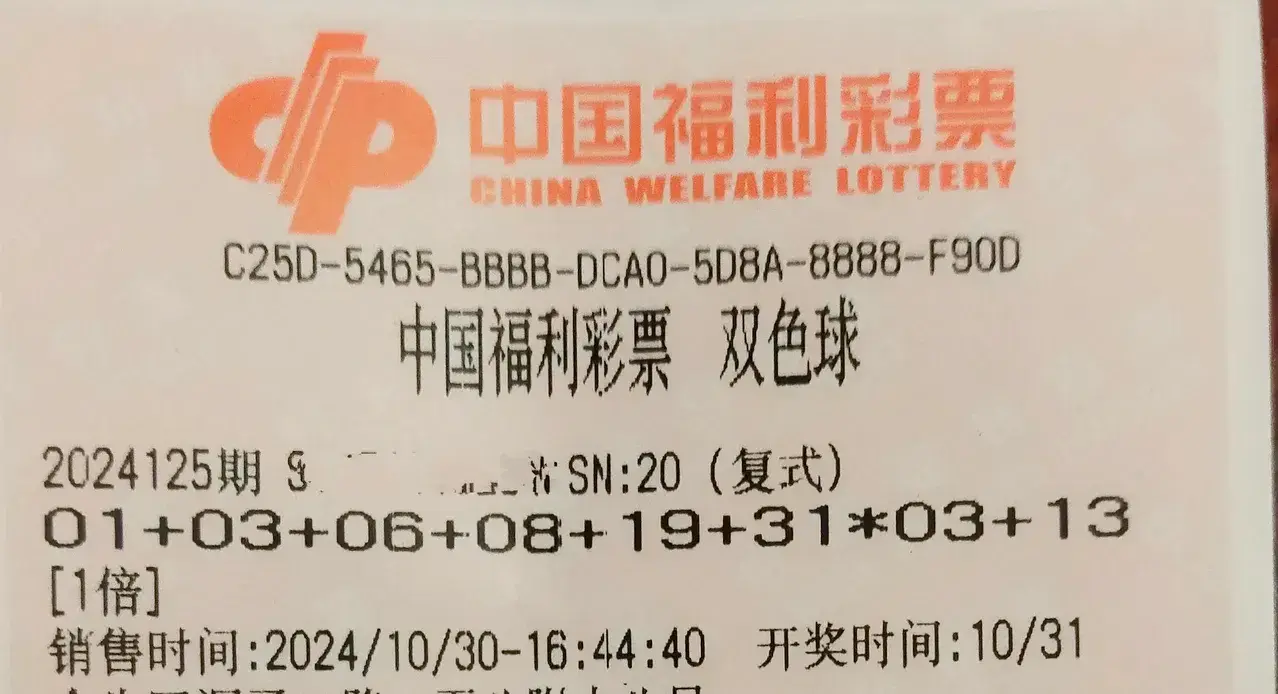 中国福利彩票
CHINA WELFARE LOTTERY
C25D-5465-BBBB-DCA0-5D8A-8888-F90D
中国福利彩票 双色球
2024125期 SN:20 (复式)
01+03+06+08+19+31*03+13
[1倍]
销售时间:2024/10/30-16:44:40 开奖时间:10/31